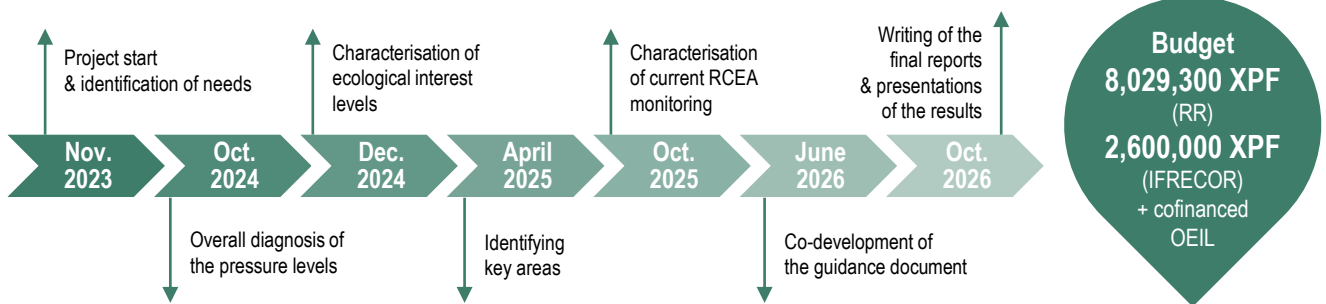 Project start
& identification of needs
Characterisation of
ecological interest
levels
Characterisation
of current RCEA
monitoring
Writing of the
final reports
& presentations
of the results
Nov.
2023
Oct.
2024
Dec.
2024
April
2025
Oct.
2025
June
2026
Oct.
2026
Overall diagnosis of
the pressure levels
Identifying
key areas
Co-development of
the guidance document
Budget
8,029,300 XPF
(RR)
2,600,000 XPF
(IFRECOR)
+ cofinanced
OEIL